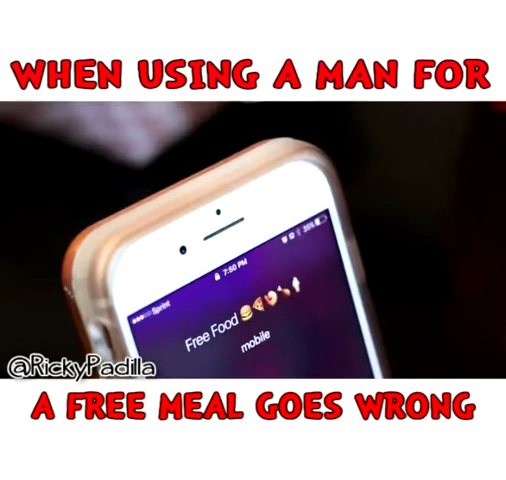 WHEN USING A MAN FOR
7:50 PM
Sprint
Free Food
mobile
@RickyPadilla
A FREE MEAL GOES WRONG